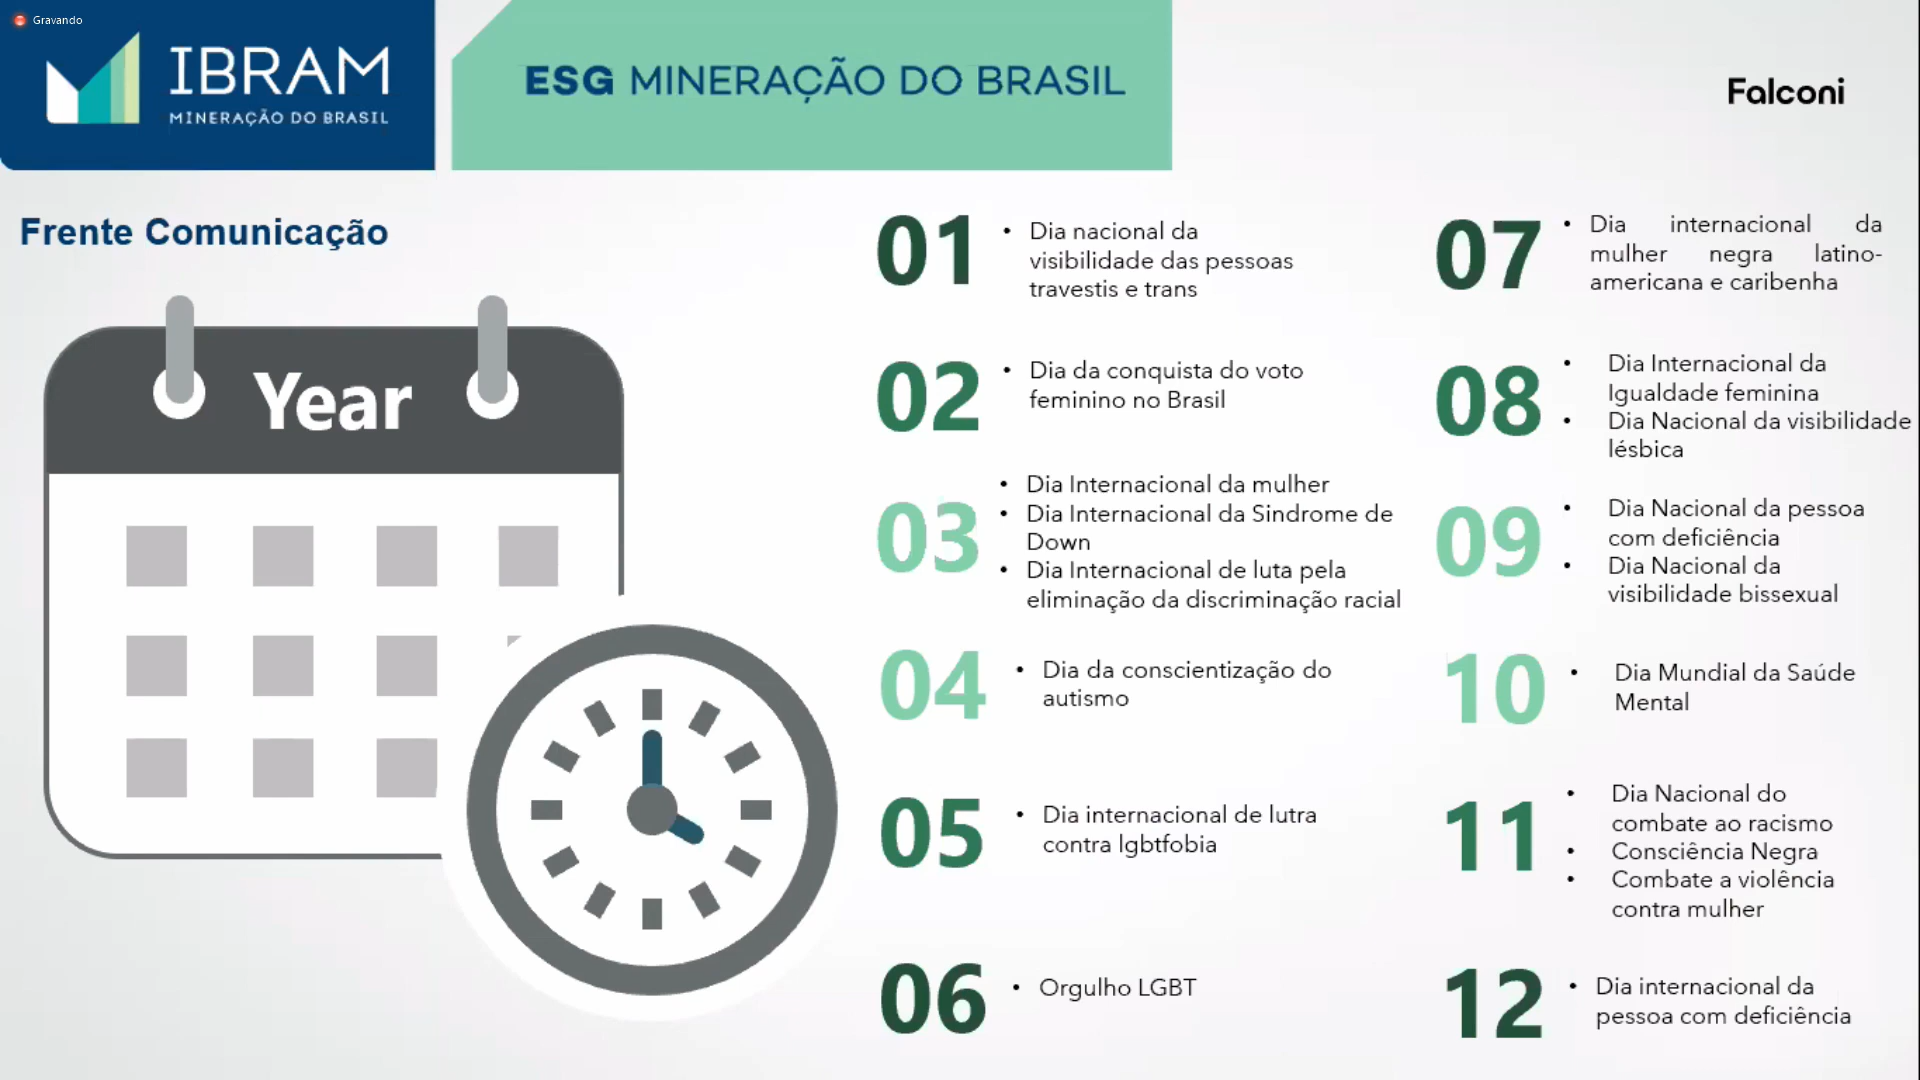 Gravando
IBRAM
MINERAÇÃO DO BRASIL
ESG MINERAÇÃO DO BRASIL
Falconi
Frente Comunicação
Year
01
• Dia nacional da
visibilidade das pessoas
travestis e trans
02
• Dia da conquista do voto
feminino no Brasil
03
• Dia Internacional da mulher
• Dia Internacional da Sindrome de
Down
• Dia Internacional de luta pela
eliminação da discriminação racial
04
• Dia da conscientização do
autismo
05
• Dia internacional de lutra
contra lgbtfobia
06
• Orgulho LGBT
07
• Dia internacional da
mulher negra latino-
americana e caribenha
08
• Dia Internacional da
Igualdade feminina
• Dia Nacional da visibilidade
lésbica
09
• Dia Nacional da pessoa
com deficiência
• Dia Nacional da
visibilidade bissexual
10
• Dia Mundial da Saúde
Mental
11
• Dia Nacional do
combate ao racismo
• Consciência Negra
• Combate a violência
contra mulher
12
• Dia internacional da
pessoa com deficiência